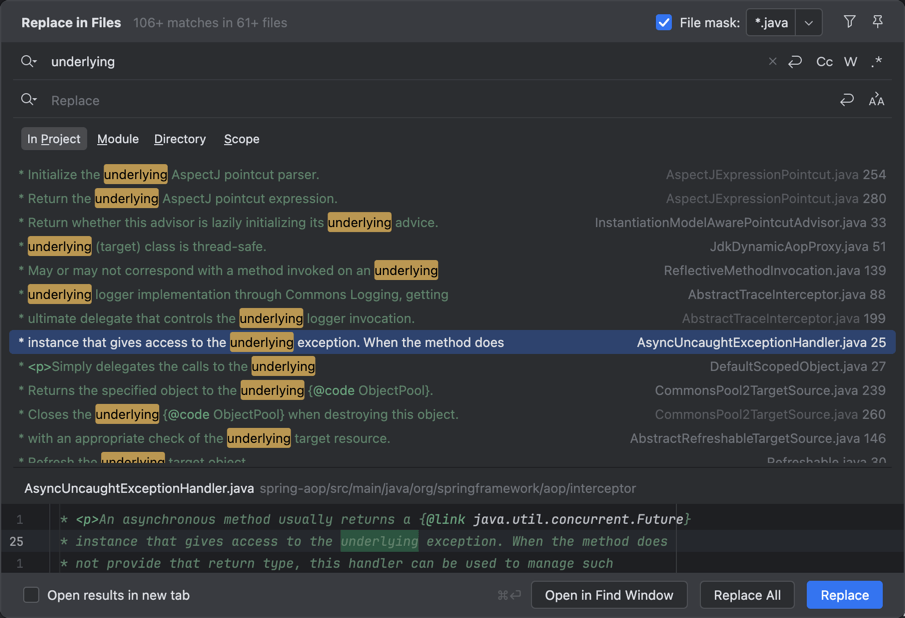 Replace in Files 106+ matches in 61+ files File mask: *.java
underlying × Cc W .*
Replace
In Project Module Directory Scope
* Initialize the underlying AspectJ pointcut parser. AspectJExpressionPointcut.java 254
* Return the underlying AspectJ pointcut expression. AspectJExpressionPointcut.java 280
* Return whether this advisor is lazily initializing its underlying advice. InstantiationModelAwarePointcutAdvisor.java 33
* underlying (target) class is thread-safe. JdkDynamicAopProxy.java 51
* May or may not correspond with a method invoked on an underlying ReflectiveMethodInvocation.java 139
* underlying logger implementation through Commons Logging, getting AbstractTraceInterceptor.java 88
* ultimate delegate that controls the underlying logger invocation. AbstractTraceInterceptor.java 199
* instance that gives access to the underlying exception. When the method does AsyncUncaughtExceptionHandler.java 25
* <p>Simply delegates the calls to the underlying DefaultScopedObject.java 27
* Returns the specified object to the underlying {@code ObjectPool}. CommonsPool2TargetSource.java 239
* Closes the underlying {@code ObjectPool} when destroying this object. CommonsPool2TargetSource.java 260
* with an appropriate check of the underlying target resource. AbstractRefreshableTargetSource.java 146
* Refresh the underlying target object. Refreshable.java 30
AsyncUncaughtExceptionHandler.java spring-aop/src/main/java/org/springframework/aop/interceptor
1 * <p>An asynchronous method usually returns a {@link java.util.concurrent.Future}
25 * instance that gives access to the underlying exception. When the method does
1 * not provide that return type, this handler can be used to manage such
Open results in new tab ⌘⏎ Open in Find Window Replace All Replace